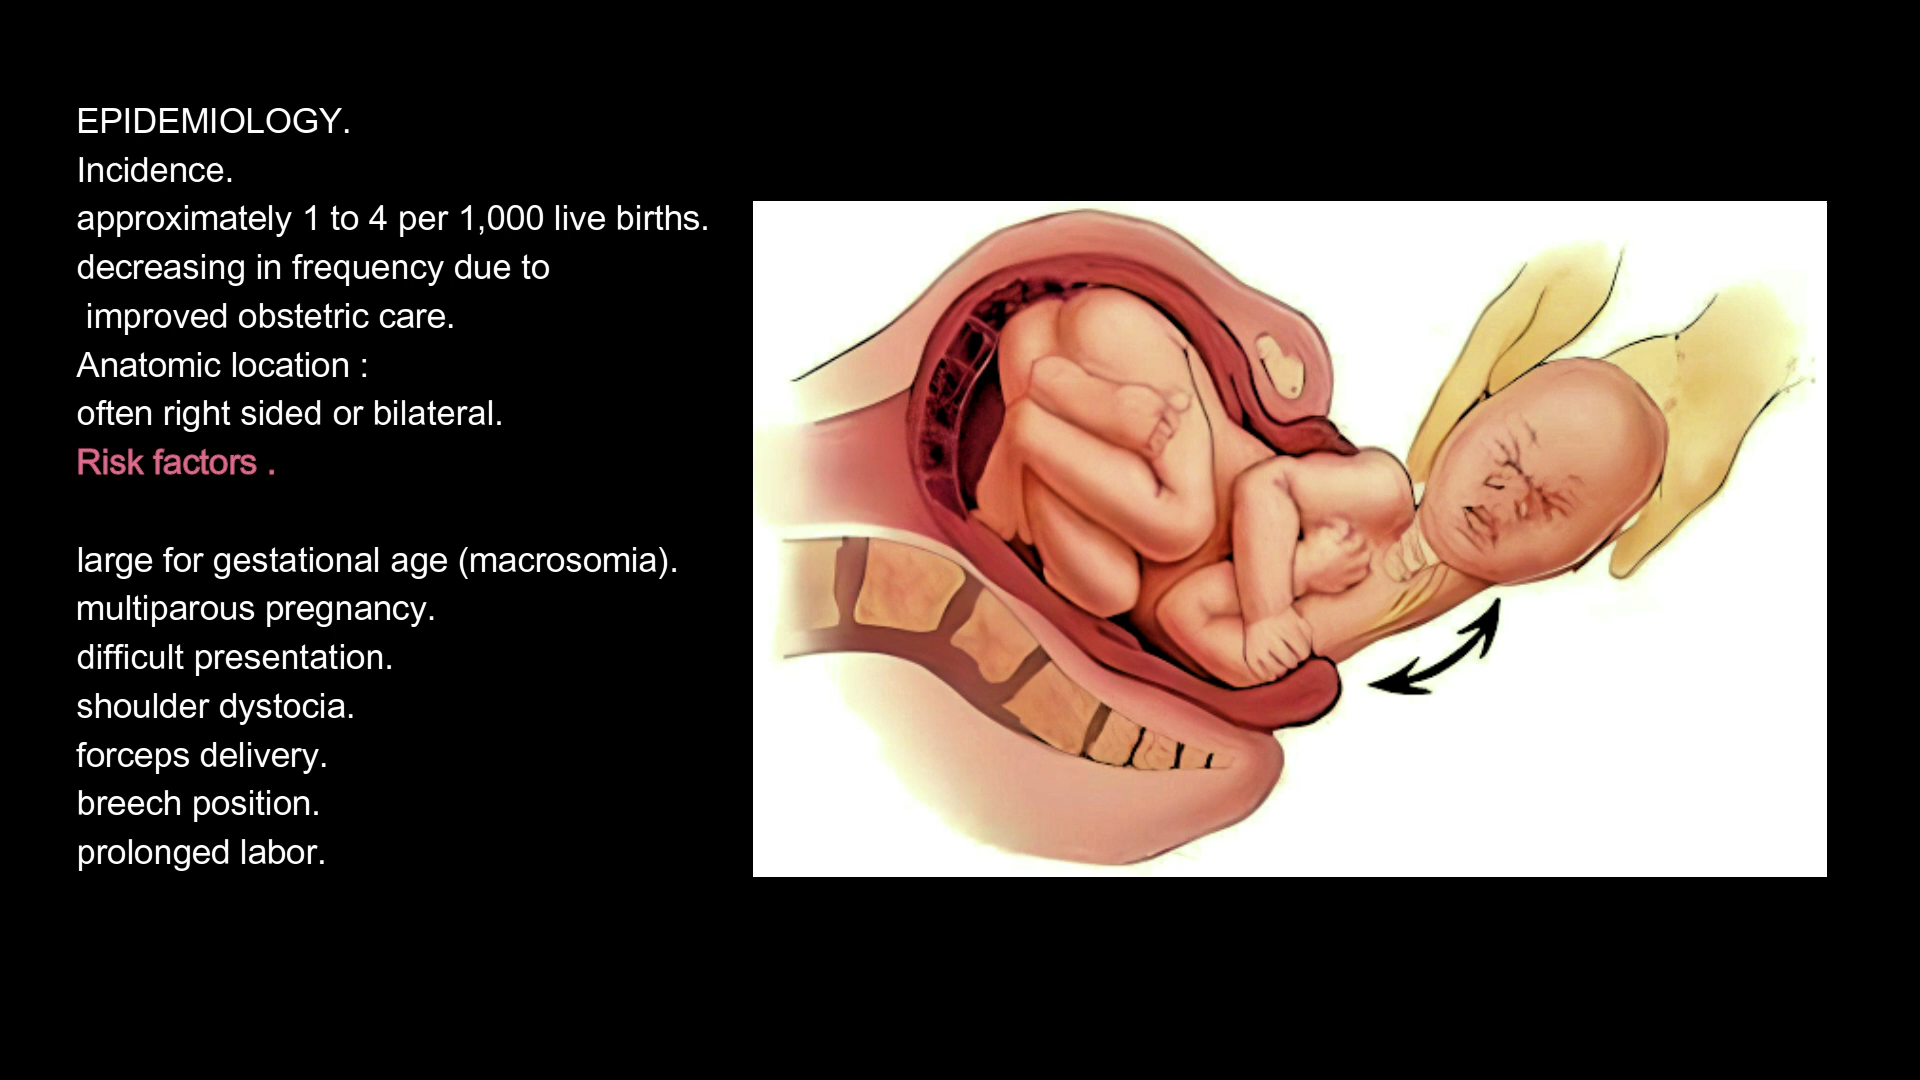 EPIDEMIOLOGY.
Incidence.
approximately 1 to 4 per 1,000 live births.
decreasing in frequency due to
improved obstetric care.
Anatomic location :
often right sided or bilateral.
Risk factors .
large for gestational age (macrosomia).
multiparous pregnancy.
difficult presentation.
shoulder dystocia.
forceps delivery.
breech position.
prolonged labor.